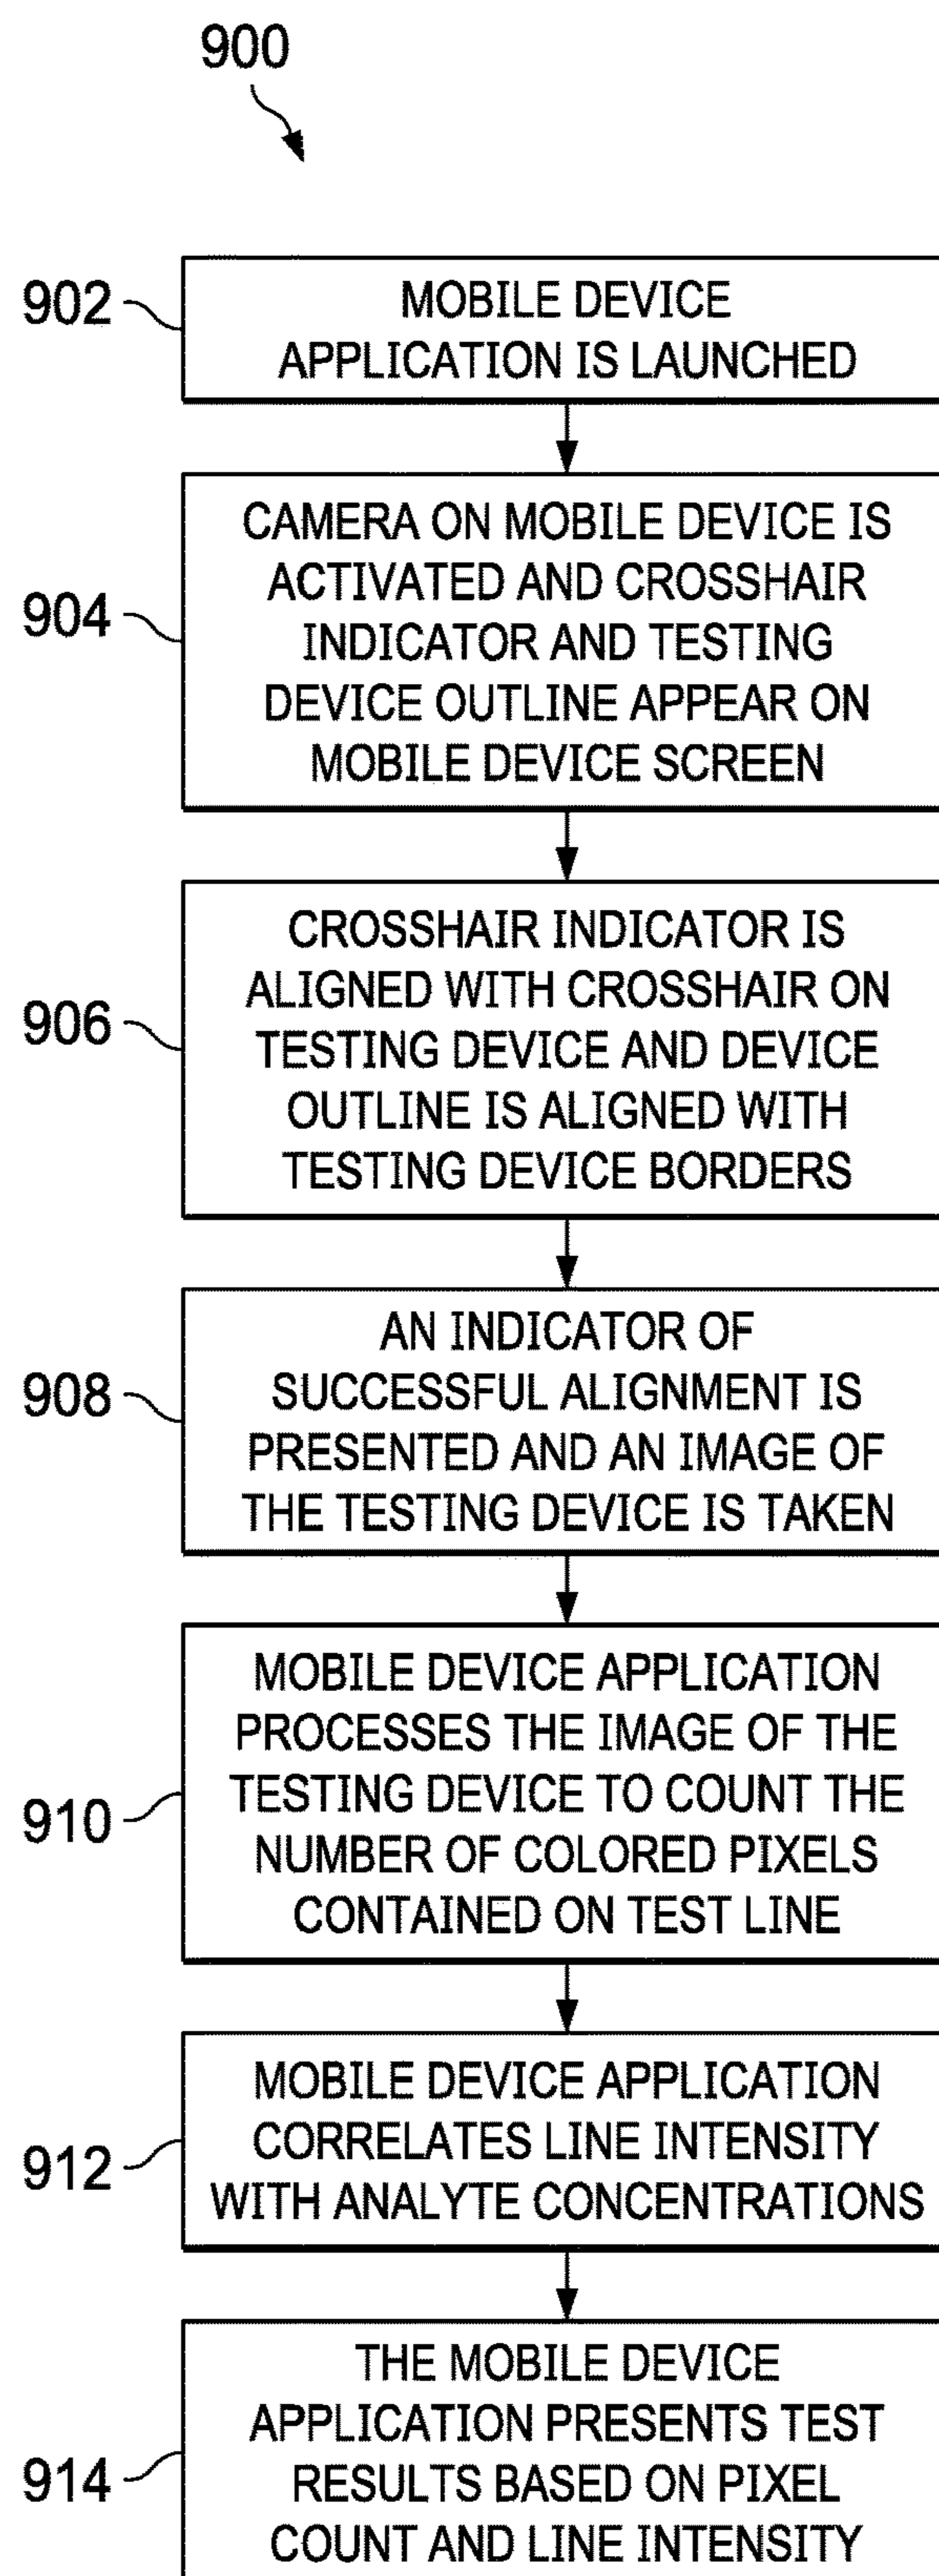 900
902
MOBILE DEVICE
APPLICATION IS LAUNCHED
904
CAMERA ON MOBILE DEVICE IS
ACTIVATED AND CROSSHAIR
INDICATOR AND TESTING
DEVICE OUTLINE APPEAR ON
MOBILE DEVICE SCREEN
906
CROSSHAIR INDICATOR IS
ALIGNED WITH CROSSHAIR ON
TESTING DEVICE AND DEVICE
OUTLINE IS ALIGNED WITH
TESTING DEVICE BORDERS
908
AN INDICATOR OF
SUCCESSFUL ALIGNMENT IS
PRESENTED AND AN IMAGE OF
THE TESTING DEVICE IS TAKEN
910
MOBILE DEVICE APPLICATION
PROCESSES THE IMAGE OF THE
TESTING DEVICE TO COUNT THE
NUMBER OF COLORED PIXELS
CONTAINED ON TEST LINE
912
MOBILE DEVICE APPLICATION
CORRELATES LINE INTENSITY
WITH ANALYTE CONCENTRATIONS
914
THE MOBILE DEVICE
APPLICATION PRESENTS TEST
RESULTS BASED ON PIXEL
COUNT AND LINE INTENSITY